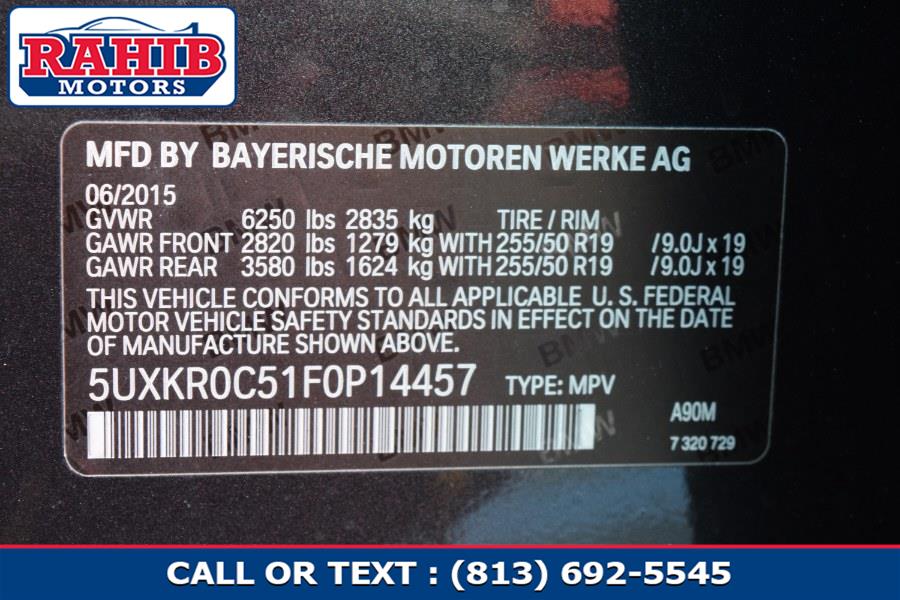 RAHIB
MOTORS
MFD BY BAYERISCHE MOTOREN WERKE AG
06/2015
GVWR 6250 lbs 2835 kg TIRE / RIM
GAWR FRONT 2820 lbs 1279 kg WITH 255/50 R19 /9.0J x 19
GAWR REAR 3580 lbs 1624 kg WITH 255/50 R19 /9.0J x 19
THIS VEHICLE CONFORMS TO ALL APPLICABLE U. S. FEDERAL
MOTOR VEHICLE SAFETY STANDARDS IN EFFECT ON THE DATE
OF MANUFACTURE SHOWN ABOVE.
5UXKR0C51F0P14457 TYPE: MPV
A90M
7 320 729
CALL OR TEXT : (813) 692-5545